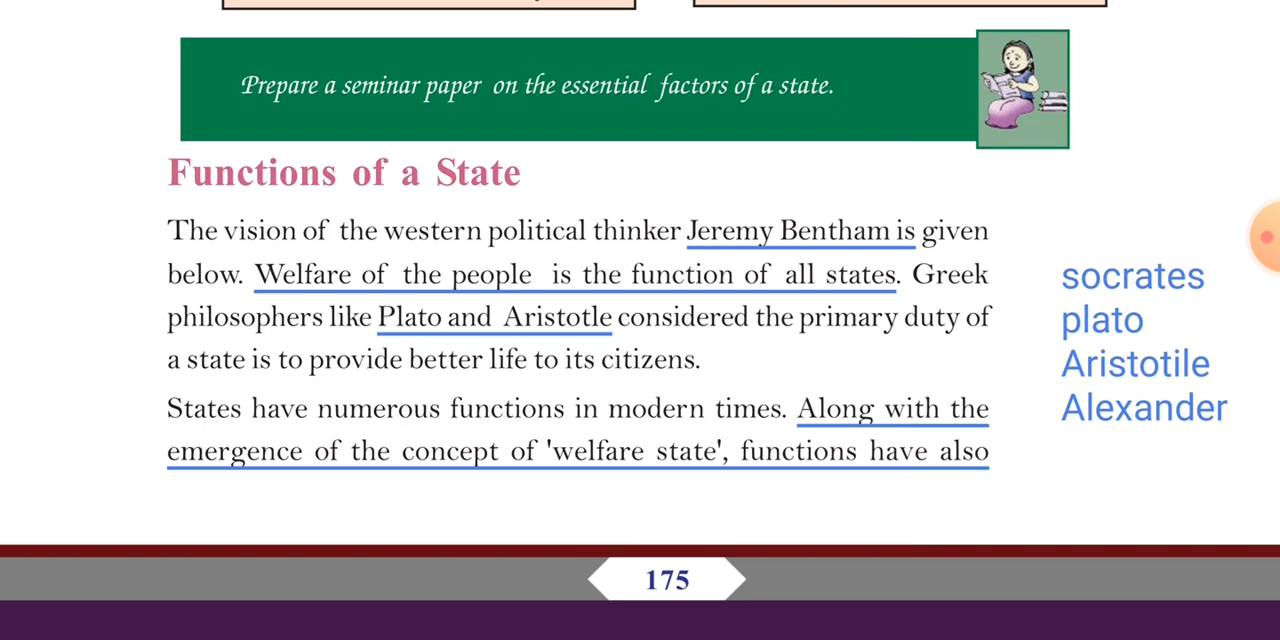 Prepare a seminar paper on the essential factors of a state.
Functions of a State
The vision of the western political thinker Jeremy Bentham is given
below. Welfare of the people is the function of all states. Greek
philosophers like Plato and Aristotle considered the primary duty of
a state is to provide better life to its citizens.
States have numerous functions in modern times. Along with the
emergence of the concept of 'welfare state', functions have also
socrates
plato
Aristotile
Alexander
175